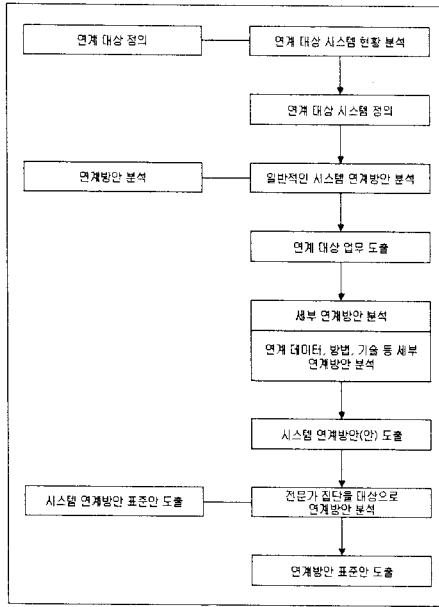 연계 대상 정의
연계 대상 시스템 현황 분석
연계 대상 시스템 정의
연계방안 분석
일반적인 시스템 연계방안 분석
연계 대상 업무 도출
세부 연계방안 분석
연계 데이터, 방법, 기술 등 세부
연계방안 분석
시스템 연계방안(안) 도출
시스템 연계방안 표준안 도출
전문가 집단을 대상으로
연계방안 분석
연계방안 표준안 도출